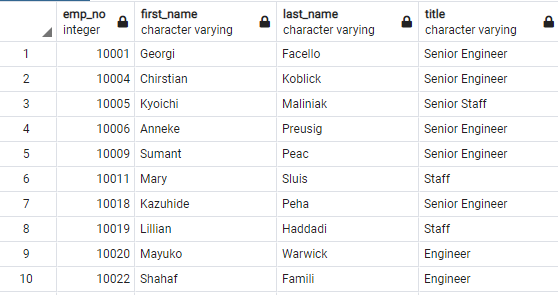 emp_no first_name last_name title
integer character varying character varying character varying
1 10001 Georgi Facello Senior Engineer
2 10004 Chirstian Koblick Senior Engineer
3 10005 Kyoichi Maliniak Senior Staff
4 10006 Anneke Preusig Senior Engineer
5 10009 Sumant Peac Senior Engineer
6 10011 Mary Sluis Staff
7 10018 Kazuhide Peha Senior Engineer
8 10019 Lillian Haddadi Staff
9 10020 Mayuko Warwick Engineer
10 10022 Shahaf Famili Engineer